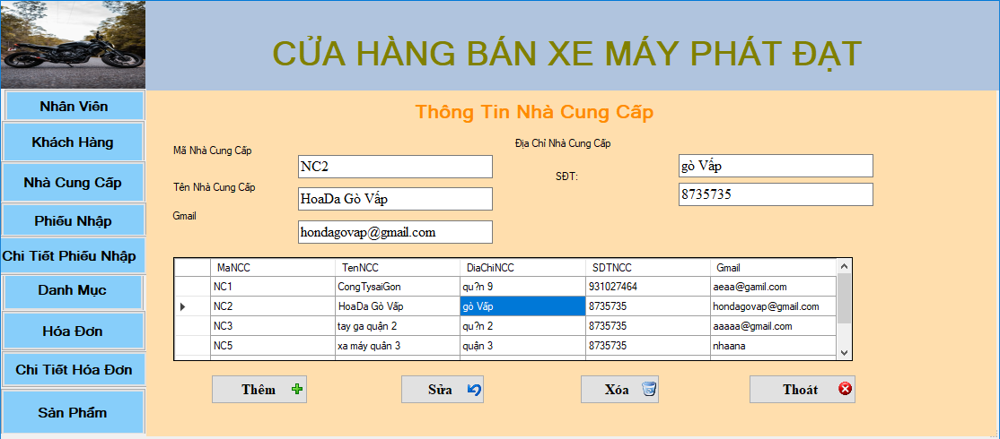 CỬA HÀNG BÁN XE MÁY PHÁT ĐẠT
Nhân Viên
Khách Hàng
Nhà Cung Cấp
Phiếu Nhập
Chi Tiết Phiếu Nhập
Danh Mục
Hóa Đơn
Chi Tiết Hóa Đơn
Sản Phẩm
Thông Tin Nhà Cung Cấp
Mã Nhà Cung Cấp NC2
Tên Nhà Cung Cấp HoaDa Gò Vấp
Gmail hondagovap@gmail.com
Địa Chỉ Nhà Cung Cấp gò Vấp
SĐT: 8735735
MaNCC TenNCC DiaChiNCC SDTNCC Gmail
NC1 CongTysaiGon qu?n 9 931027464 aeaa@gamil.com
NC2 HoaDa Gò Vấp gò Vấp 8735735 hondagovap@gmail.com
NC3 tay ga quận 2 qu?n 2 8735735 aaaaa@gamil.com
NC5 xa máy quân 3 quận 3 8735735 nhaana
Thêm Sửa Xóa Thoát